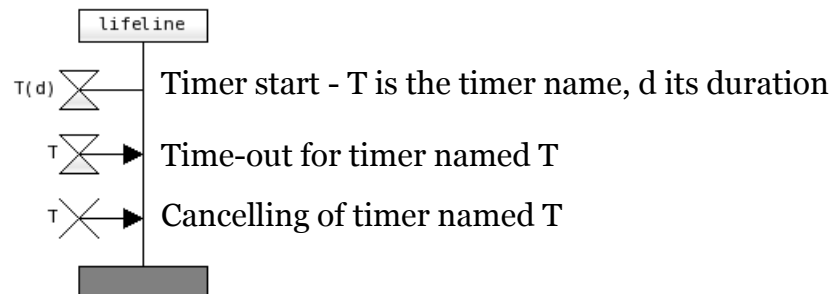 lifeline
T(d) Timer start - T is the timer name, d its duration
T Time-out for timer named T
T Cancelling of timer named T